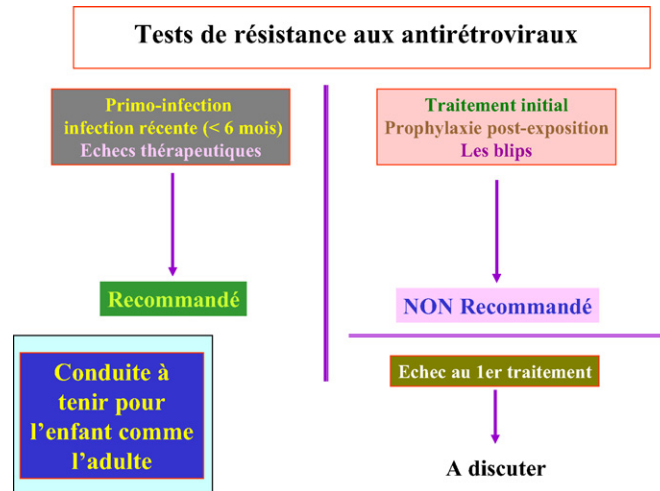 Tests de résistance aux antirétroviraux
Primo-infection
infection récente (< 6 mois)
Echecs thérapeutiques
Recommandé
Conduite à
tenir pour
l'enfant comme
l'adulte
Traitement initial
Prophylaxie post-exposition
Les blips
NON Recommandé
Echec au 1er traitement
A discuter